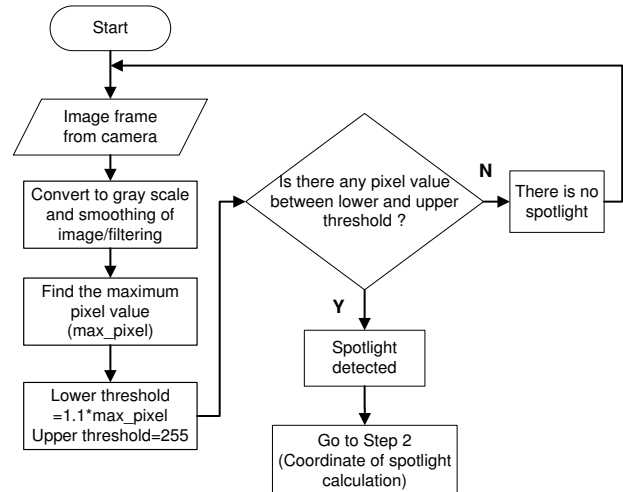 Start
Image frame
from camera
Convert to gray scale
and smoothing of
image/filtering
Find the maximum
pixel value
(max_pixel)
Lower threshold
=1.1*max_pixel
Upper threshold=255
Is there any pixel value
between lower and upper
threshold ?
N
There is no
spotlight
Y
Spotlight
detected
Go to Step 2
(Coordinate of spotlight
calculation)